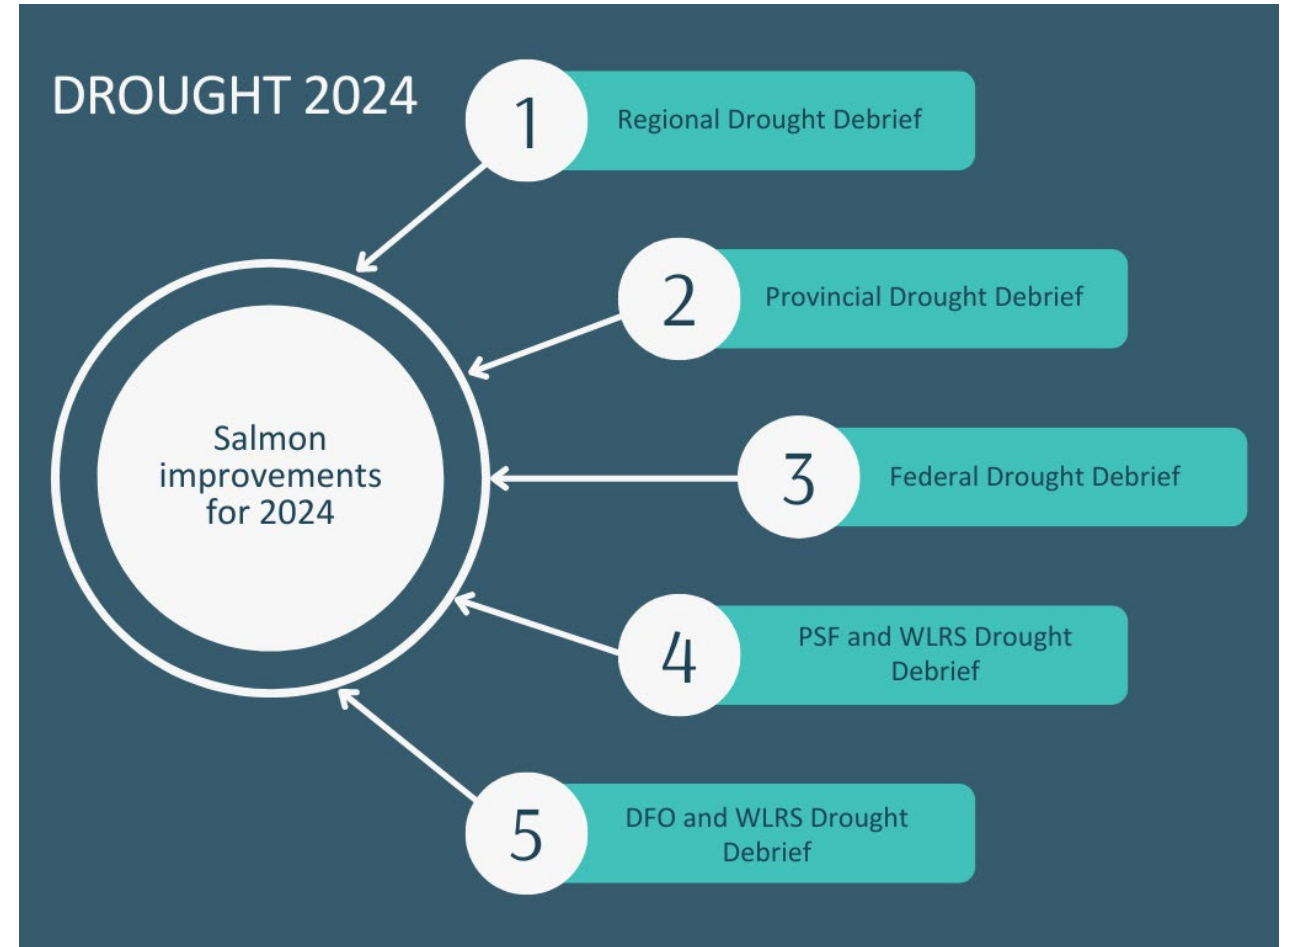 DROUGHT 2024
1
Regional Drought Debrief
2
Provincial Drought Debrief
3
Federal Drought Debrief
Salmon
improvements
for 2024
4
PSF and WLRS Drought
Debrief
5
DFO and WLRS Drought
Debrief